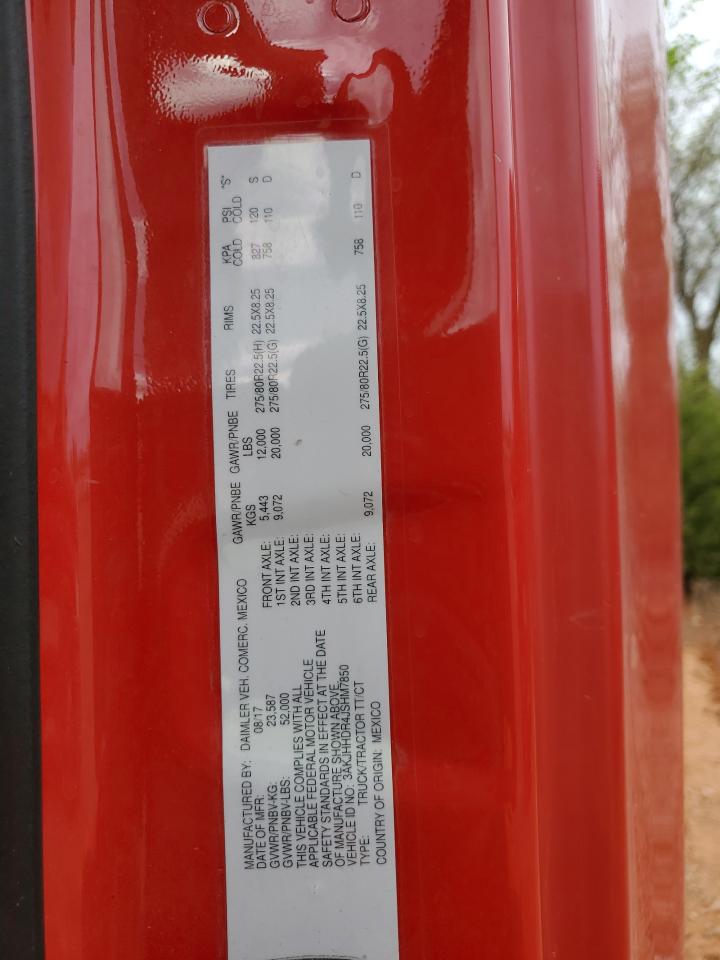 MANUFACTURED BY: DAIMLER VEH. COMERC. MEXICO
DATE OF MFR: 08/17
GVWR/PNBV-KG: 23,587
GVWR/PNBV-LBS: 52,000
THIS VEHICLE COMPLIES WITH ALL
APPLICABLE FEDERAL MOTOR VEHICLE
SAFETY STANDARDS IN EFFECT AT THE DATE
OF MANUFACTURE SHOWN ABOVE.
VEHICLE ID NO: 3AKJHHDR4JSHM7850
TYPE: TRUCK/TRACTOR TT/CT
COUNTRY OF ORIGIN: MEXICO
GAWR/PNBE GAWR/PNBE TIRES RIMS KPA PSI *S*
KGS LBS COLD COLD
FRONT AXLE: 5,443 12,000 275/80R22.5(H) 22.5X8.25 827 120 S
1ST INT AXLE: 9,072 20,000 275/80R22.5(G) 22.5X8.25 758 110 D
2ND INT AXLE:
3RD INT AXLE:
4TH INT AXLE:
5TH INT AXLE:
6TH INT AXLE:
REAR AXLE: 9,072 20,000 275/80R22.5(G) 22.5X8.25 758 110 D